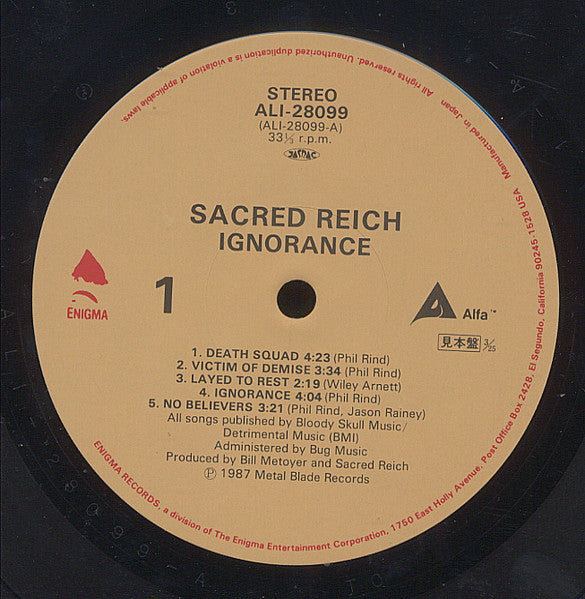 All rights reserved. Unauthorized duplication is a violation of applicable laws.
Manufactured in Japan
STEREO
ALI-28099
(ALI-28099-A)
33⅓ r.p.m.
JASRAC
SACRED REICH
IGNORANCE
ENIGMA
1
Alfa™
見本盤 3/25
1. DEATH SQUAD 4:23 (Phil Rind)
2. VICTIM OF DEMISE 3:34 (Phil Rind)
3. LAYED TO REST 2:19 (Wiley Arnett)
4. IGNORANCE 4:04 (Phil Rind)
5. NO BELIEVERS 3:21 (Phil Rind, Jason Rainey)
All songs published by Bloody Skull Music/
Detrimental Music (BMI)
Administered by Bug Music
Produced by Bill Metoyer and Sacred Reich
℗ 1987 Metal Blade Records
ENIGMA RECORDS, a division of The Enigma Entertainment Corporation, 1750 East Holly Avenue, Post Office Box 2428, El Segundo, California 90245-1528 USA